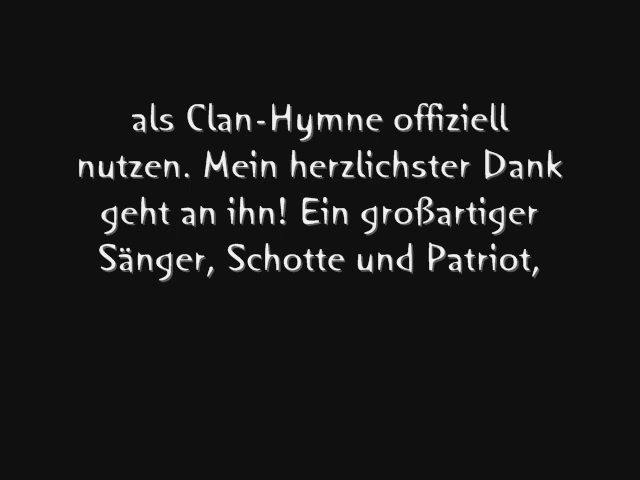 als Clan-Hymne offiziell
nutzen. Mein herzlichster Dank
geht an ihn! Ein großartiger
Sänger, Schotte und Patriot,